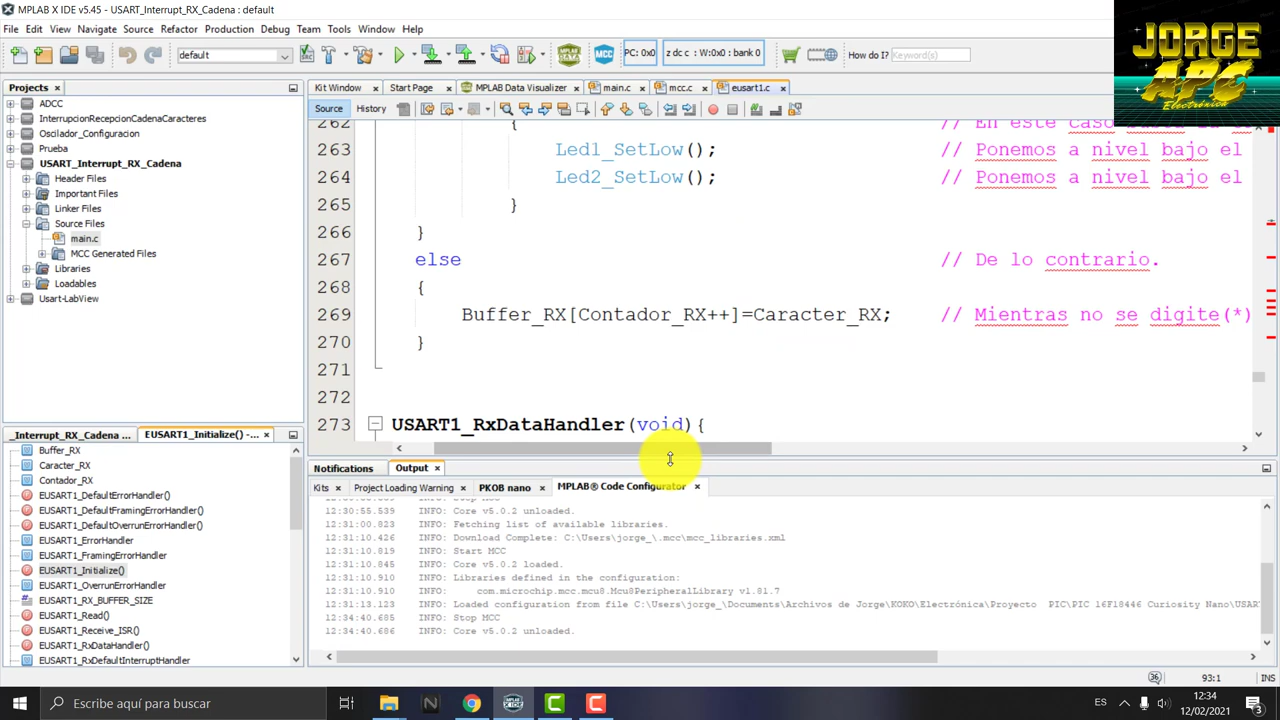 MPLAB X IDE v5.45 - USART_Interrupt_RX_Cadena : default
File Edit View Navigate Source Refactor Production Debug Team Tools Window Help
default PC: 0x0 z dc c : W:0x0 : bank 0 How do I? Keyword(s)
JORGE
APC
Electrónica
Projects
ADCC
InterrupcionRecepcionCadenaCaracteres
Oscilador_Configuracion
Prueba
USART_Interrupt_RX_Cadena
Header Files
Important Files
Linker Files
Source Files
main.c
MCC Generated Files
Libraries
Loadables
Usart-LabView
Kit Window Start Page MPLAB Data Visualizer main.c mcc.c eusart1.c
Source History
262 { // En este caso
263 Led1_SetLow(); // Ponemos a nivel bajo el
264 Led2_SetLow(); // Ponemos a nivel bajo el
265 }
266 }
267 else // De lo contrario.
268 {
269 Buffer_RX[Contador_RX++]=Caracter_RX; // Mientras no se digite(*)
270 }
271
272
273 USART1_RxDataHandler(void){
_Interrupt_RX_Cadena ... EUSART1_Initialize() -...
Buffer_RX
Caracter_RX
Contador_RX
EUSART1_DefaultErrorHandler()
EUSART1_DefaultFramingErrorHandler()
EUSART1_DefaultOverrunErrorHandler()
EUSART1_ErrorHandler
EUSART1_FramingErrorHandler
EUSART1_Initialize()
EUSART1_OverrunErrorHandler
EUSART1_RX_BUFFER_SIZE
EUSART1_Read()
EUSART1_Receive_ISR()
EUSART1_RxDataHandler()
EUSART1_RxDefaultInterruptHandler
Notifications Output
Kits Project Loading Warning PKOB nano MPLAB® Code Configurator
12:30:55.539 INFO: Core v5.0.2 unloaded.
12:31:00.823 INFO: Fetching list of available libraries.
12:31:10.426 INFO: Download Complete: C:\Users\jorge_\.mcc\mcc_libraries.xml
12:31:10.819 INFO: Start MCC
12:31:10.845 INFO: Core v5.0.2 loaded.
12:31:10.910 INFO: Libraries defined in the configuration:
12:31:10.910 INFO: com.microchip.mcc.mcu8.Mcu8PeripheralLibrary v1.81.7
12:31:13.123 INFO: Loaded configuration from file C:\Users\jorge_\Documents\Archivos de Jorge\KOKO\Electrónica\Proyecto PIC\PIC 16F18446 Curiosity Nano\USAR
12:34:40.685 INFO: Stop MCC
12:34:40.686 INFO: Core v5.0.2 unloaded.
36 93:1 INS
Escribe aquí para buscar
ES 12:34
12/02/2021
3